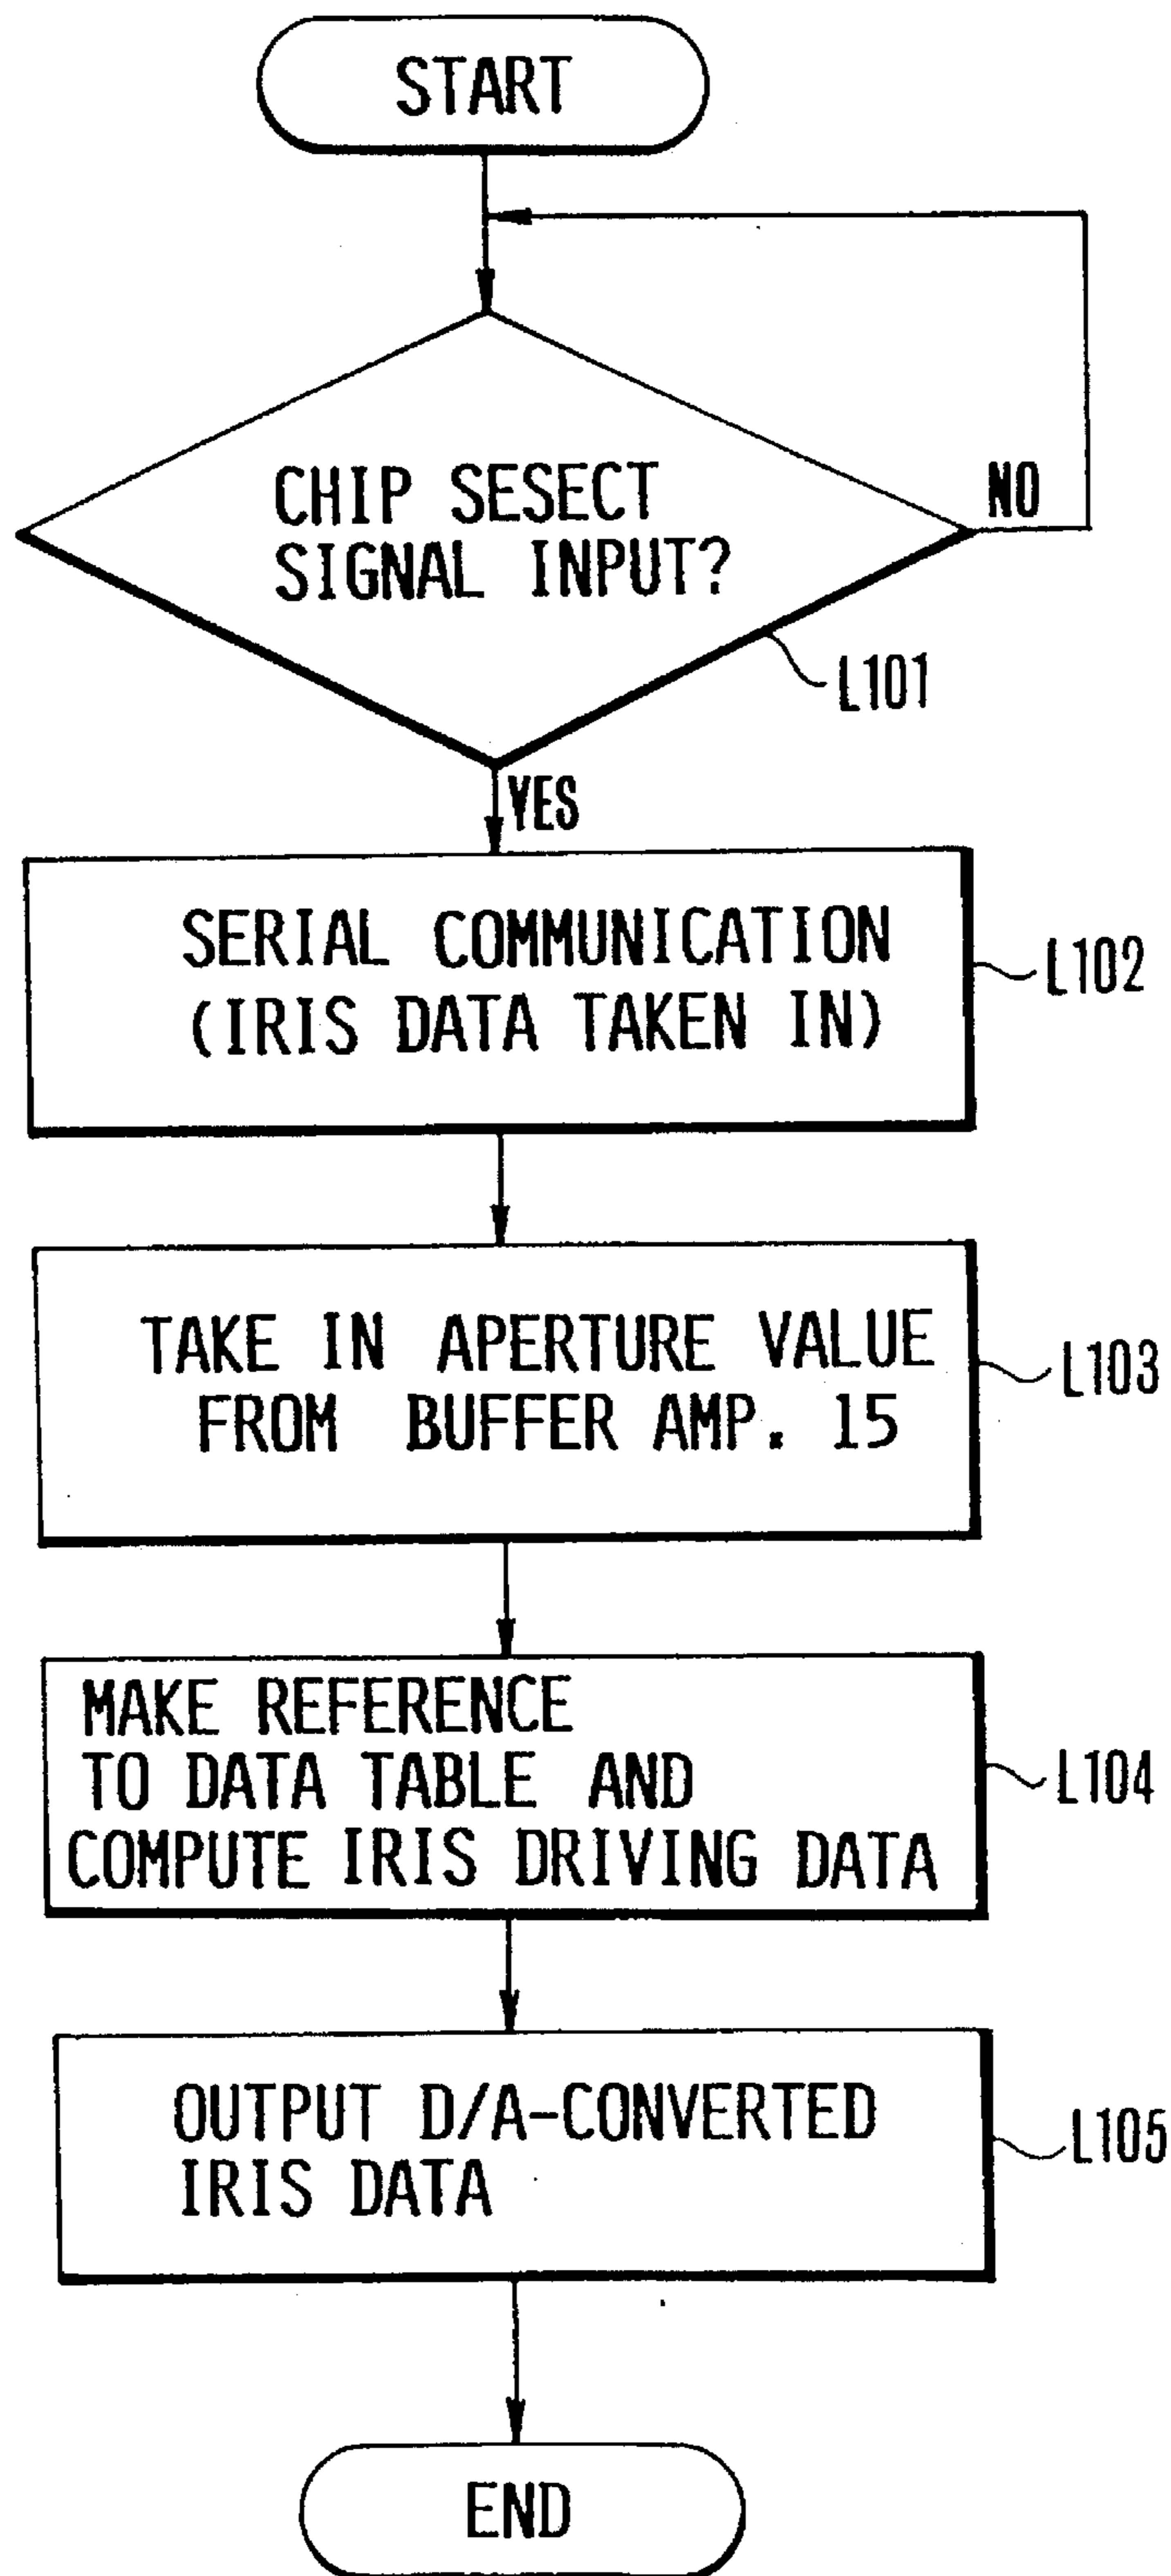 START
CHIP SESECT
SIGNAL INPUT?
NO
L101
YES
SERIAL COMMUNICATION
(IRIS DATA TAKEN IN)
L102
TAKE IN APERTURE VALUE
FROM BUFFER AMP. 15
L103
MAKE REFERENCE
TO DATA TABLE AND
COMPUTE IRIS DRIVING DATA
L104
OUTPUT D/A-CONVERTED
IRIS DATA
L105
END